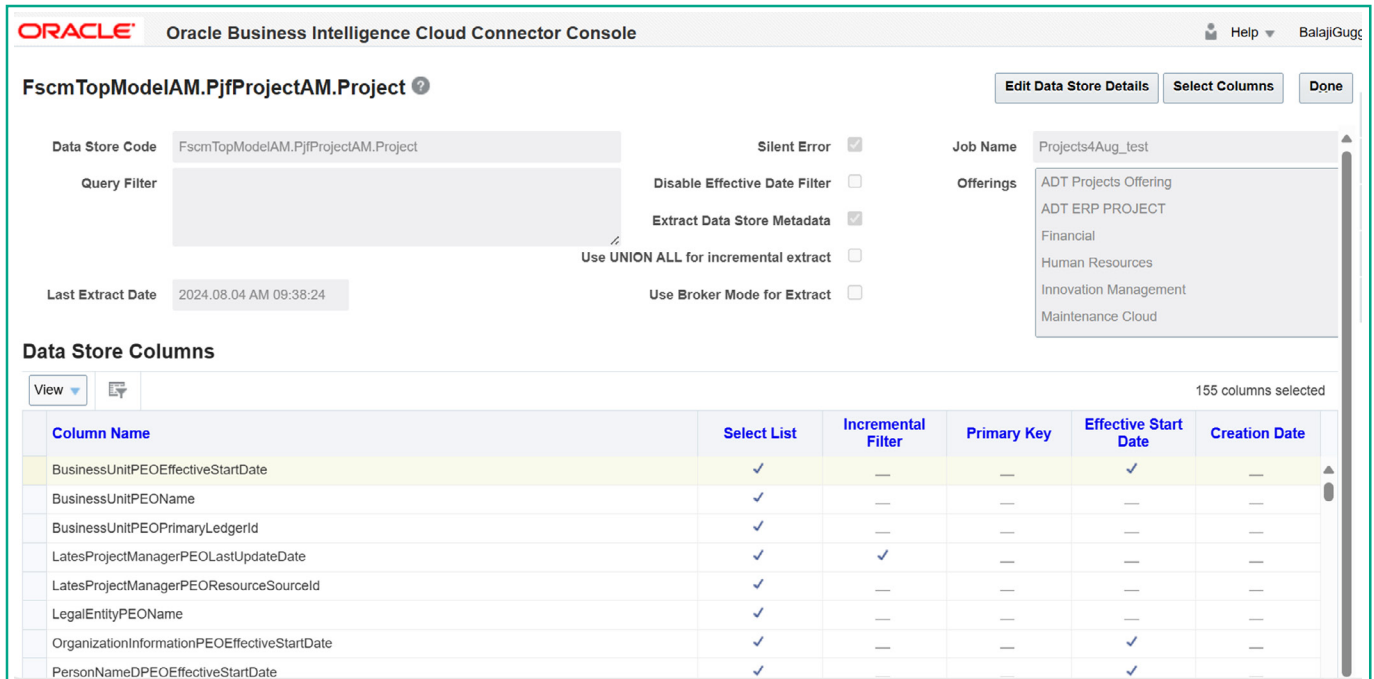 ORACLE Oracle Business Intelligence Cloud Connector Console Help BalajiGugg
FscmTopModelAM.PjfProjectAM.Project ? Edit Data Store Details Select Columns Done
Data Store Code FscmTopModelAM.PjfProjectAM.Project Silent Error Job Name Projects4Aug_test
Query Filter Disable Effective Date Filter Offerings ADT Projects Offering
ADT ERP PROJECT
Extract Data Store Metadata
Financial
Use UNION ALL for incremental extract Human Resources
Last Extract Date 2024.08.04 AM 09:38:24 Use Broker Mode for Extract Innovation Management
Maintenance Cloud
Data Store Columns
View 155 columns selected
Column Name Select List Incremental Filter Primary Key Effective Start Date Creation Date
BusinessUnitPEOEffectiveStartDate
BusinessUnitPEOName
BusinessUnitPEOPrimaryLedgerId
LatesProjectManagerPEOLastUpdateDate
LatesProjectManagerPEOResourceSourceId
LegalEntityPEOName
OrganizationInformationPEOEffectiveStartDate
PersonNameDPEOEffectiveStartDate